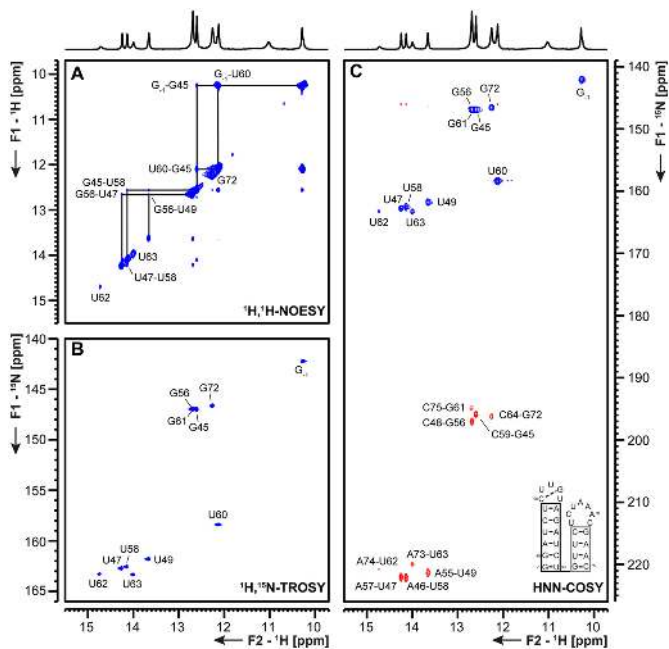 A
G-1-G45
G-1-U60
U60-G45
G72
G45-U58
G56-U47
G56-U49
U63
U47-U58
U62
¹H,¹H-NOESY
F1 - ¹H [ppm]
10
11
12
13
14
15
B
G-1
G56
G72
G61
G45
U60
U58
U47
U49
U62
U63
¹H,¹⁵N-TROSY
F1 - ¹⁵N [ppm]
140
145
150
155
160
165
15
14
13
12
11
10
F2 - ¹H [ppm]
C
G-1
G56
G72
G61
G45
U60
U58
U47
U49
U62
U63
C75-G61
C64-G72
C48-G56
C59-G45
A73-U63
A74-U62
A55-U49
A57-U47
A46-U58
HNN-COSY
F1 - ¹⁵N [ppm]
140
150
160
170
180
190
200
210
220
15
14
13
12
11
10
F2 - ¹H [ppm]